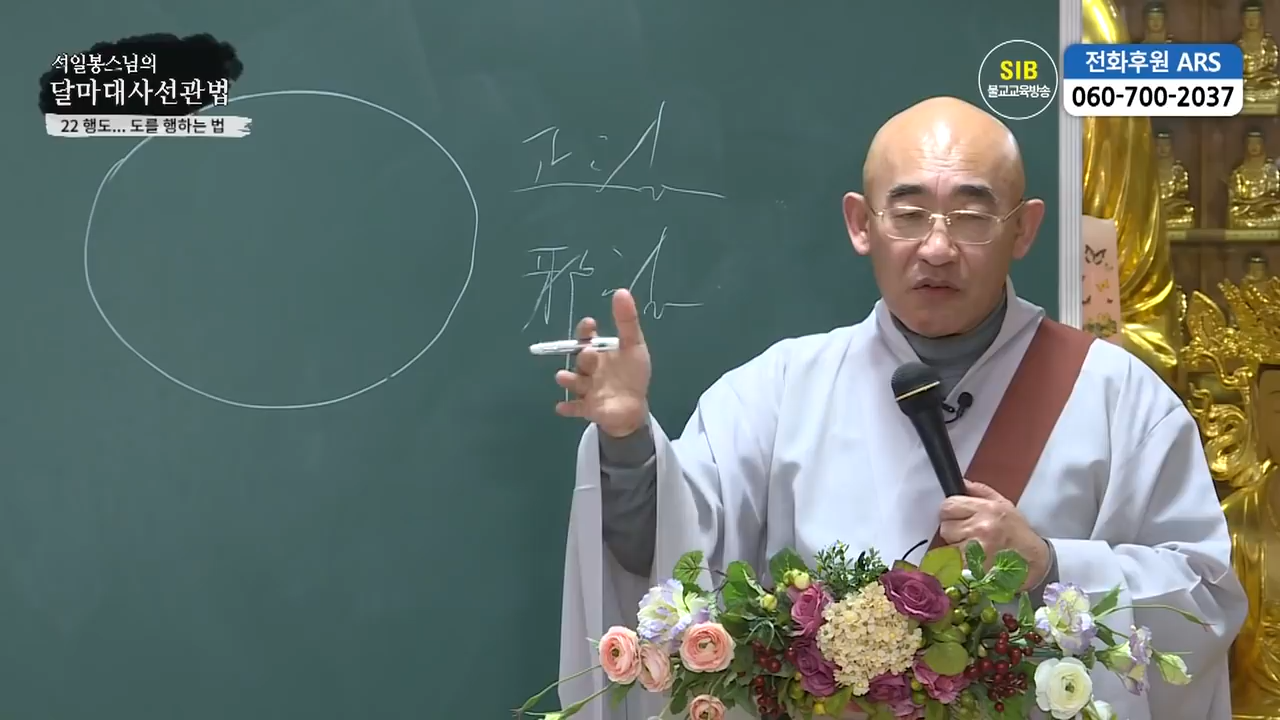 석일봉스님의
달마대사선관법
22 행도... 도를 행하는 법
SIB
불교교육방송
전화후원 ARS
060-700-2037
正法
邪法